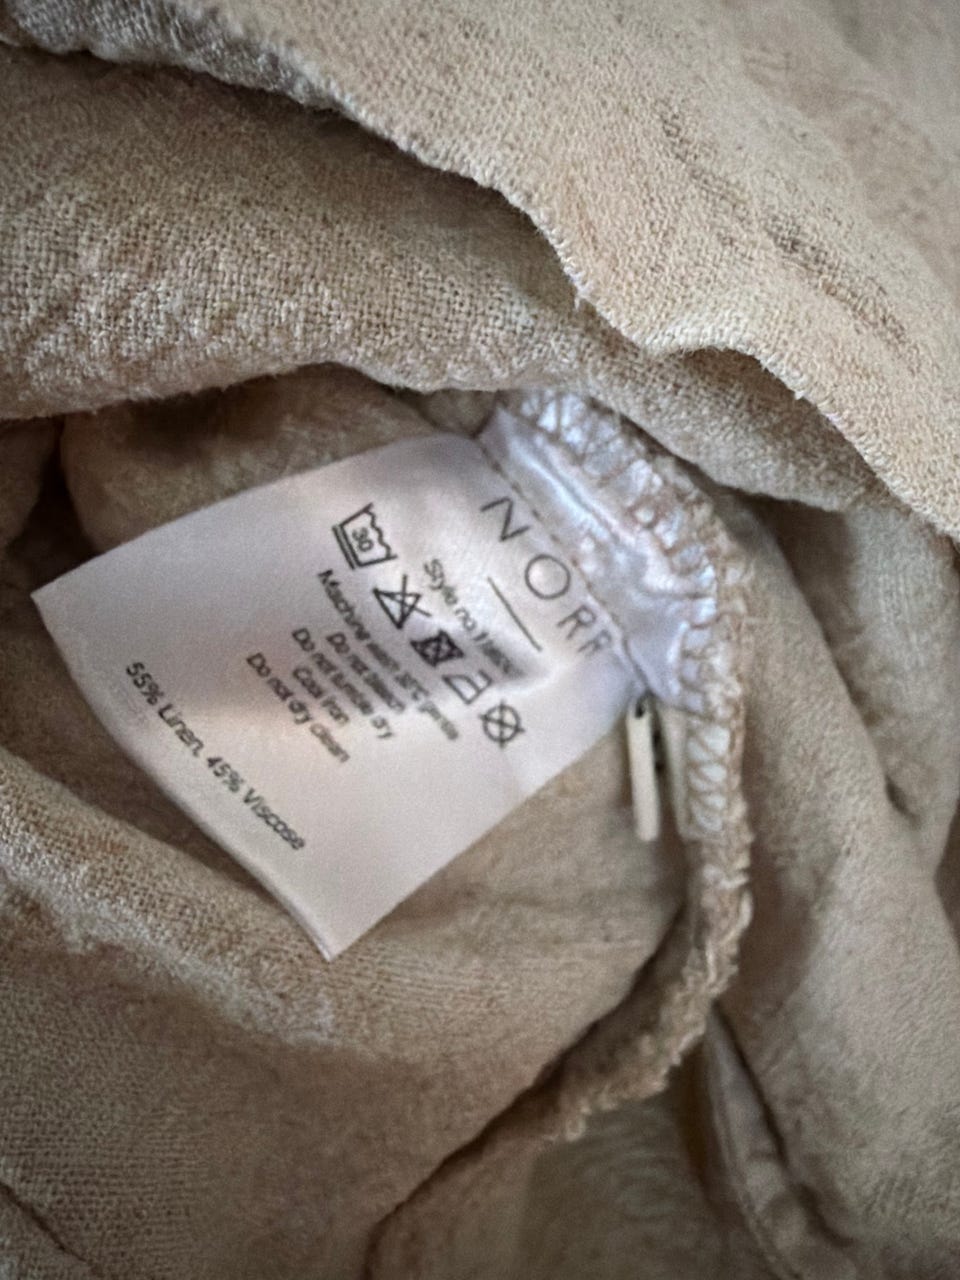 NORR
Style no.
30
Machine wash 30°C gentle
Do not bleach
Do not tumble dry
Cool iron
Do not dry clean
55% Linen, 45% Viscose